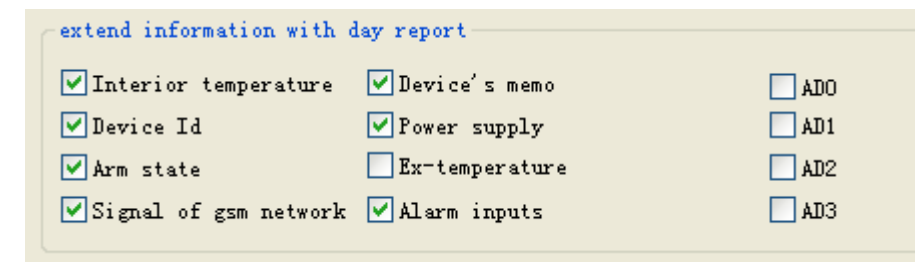 extend information with day report
Interior temperature Device's memo AD0
Device Id Power supply AD1
Arm state Ex-temperature AD2
Signal of gsm network Alarm inputs AD3